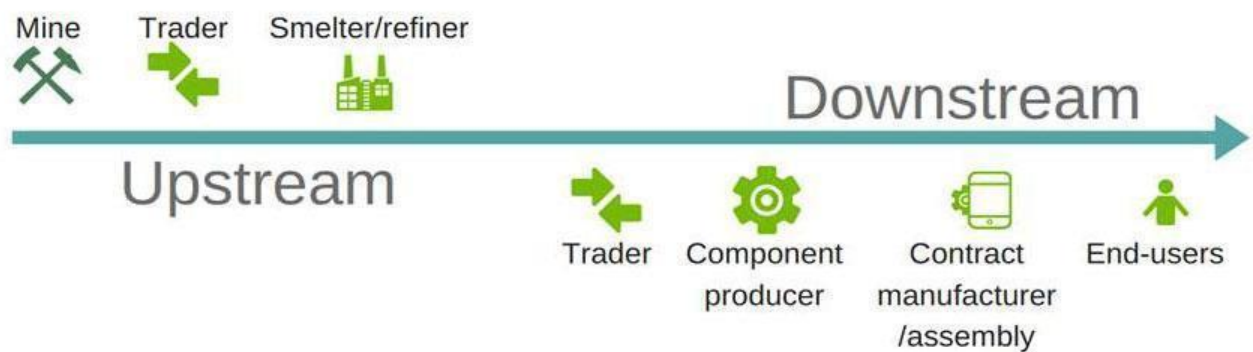 Mine Trader Smelter/refiner
Downstream
Upstream
Trader Component Contract End-users
producer manufacturer
/assembly